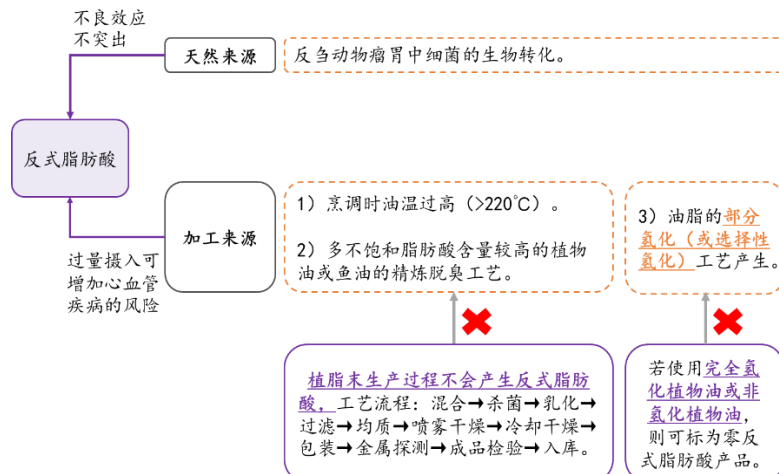 不良效应
不突出
天然来源
反刍动物瘤胃中细菌的生物转化。
反式脂肪酸
加工来源
过量摄入可
增加心血管
疾病的风险
1）烹调时油温过高（>220℃）。
2）多不饱和脂肪酸含量较高的植物
油或鱼油的精炼脱臭工艺。
3）油脂的部分
氢化（或选择性
氢化）工艺产生。
植脂末生产过程不会产生反式脂肪
酸，工艺流程：混合→杀菌→乳化→
过滤→均质→喷雾干燥→冷却干燥→
包装→金属探测→成品检验→入库。
若使用完全氢
化植物油或非
氢化植物油，
则可标为零反
式脂肪酸产品。